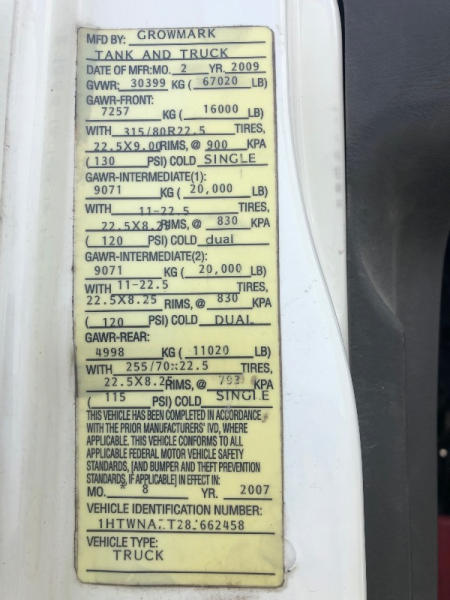 MFD BY: GROWMARK
TANK AND TRUCK
DATE OF MFR: MO. 2 YR. 2009
GVWR: 30399 KG ( 67020 LB)
GAWR-FRONT:
7257 KG ( 16000 LB)
WITH 315/80R22.5 TIRES,
22.5X9.00 RIMS, @ 900 KPA
( 130 PSI) COLD SINGLE
GAWR-INTERMEDIATE(1):
9071 KG ( 20,000 LB)
WITH 11-22.5 TIRES,
22.5X8.25 RIMS, @ 830 KPA
( 120 PSI) COLD dual
GAWR-INTERMEDIATE(2):
9071 KG ( 20,000 LB)
WITH 11-22.5 TIRES,
22.5X8.25 RIMS, @ 830 KPA
( 120 PSI) COLD DUAL
GAWR-REAR:
4998 KG ( 11020 LB)
WITH 255/70 22.5 TIRES,
22.5X8.25 RIMS, @ KPA
( 115 PSI) COLD SINGLE
THIS VEHICLE HAS BEEN COMPLETED IN ACCORDANCE
WITH THE PRIOR MANUFACTURERS' IVD, WHERE
APPLICABLE. THIS VEHICLE CONFORMS TO ALL
APPLICABLE FEDERAL MOTOR VEHICLE SAFETY
STANDARDS, [AND BUMPER AND THEFT PREVENTION
STANDARDS, IF APPLICABLE] IN EFFECT IN:
MO. 8 YR. 2007
VEHICLE IDENTIFICATION NUMBER:
VEHICLE TYPE:
TRUCK